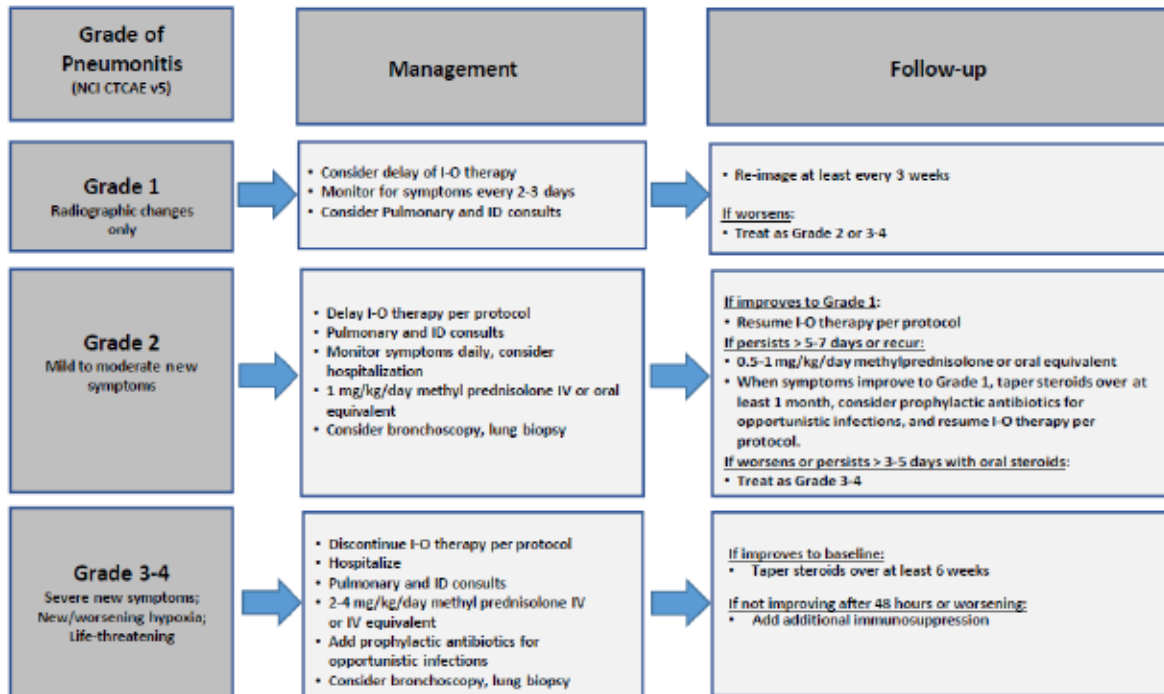 Grade of
Pneumonitis
(NCI CTCAE v5)
Management
Follow-up
Grade 1
Radiographic changes
only
• Consider delay of I-O therapy
• Monitor for symptoms every 2-3 days
• Consider Pulmonary and ID consults
• Re-image at least every 3 weeks
If worsens:
• Treat as Grade 2 or 3-4
Grade 2
Mild to moderate new
symptoms
• Delay I-O therapy per protocol
• Pulmonary and ID consults
• Monitor symptoms daily, consider
hospitalization
• 1 mg/kg/day methyl prednisolone IV or oral
equivalent
• Consider bronchoscopy, lung biopsy
If improves to Grade 1:
• Resume I-O therapy per protocol
If persists > 5-7 days or recur:
• 0.5-1 mg/kg/day methylprednisolone or oral equivalent
• When symptoms improve to Grade 1, taper steroids over at
least 1 month, consider prophylactic antibiotics for
opportunistic infections, and resume I-O therapy per
protocol.
If worsens or persists > 3-5 days with oral steroids:
• Treat as Grade 3-4
Grade 3-4
Severe new symptoms;
New/worsening hypoxia;
Life-threatening
• Discontinue I-O therapy per protocol
• Hospitalize
• Pulmonary and ID consults
• 2-4 mg/kg/day methyl prednisolone IV
or IV equivalent
• Add prophylactic antibiotics for
opportunistic infections
• Consider bronchoscopy, lung biopsy
If improves to baseline:
• Taper steroids over at least 6 weeks
If not improving after 48 hours or worsening:
• Add additional immunosuppression